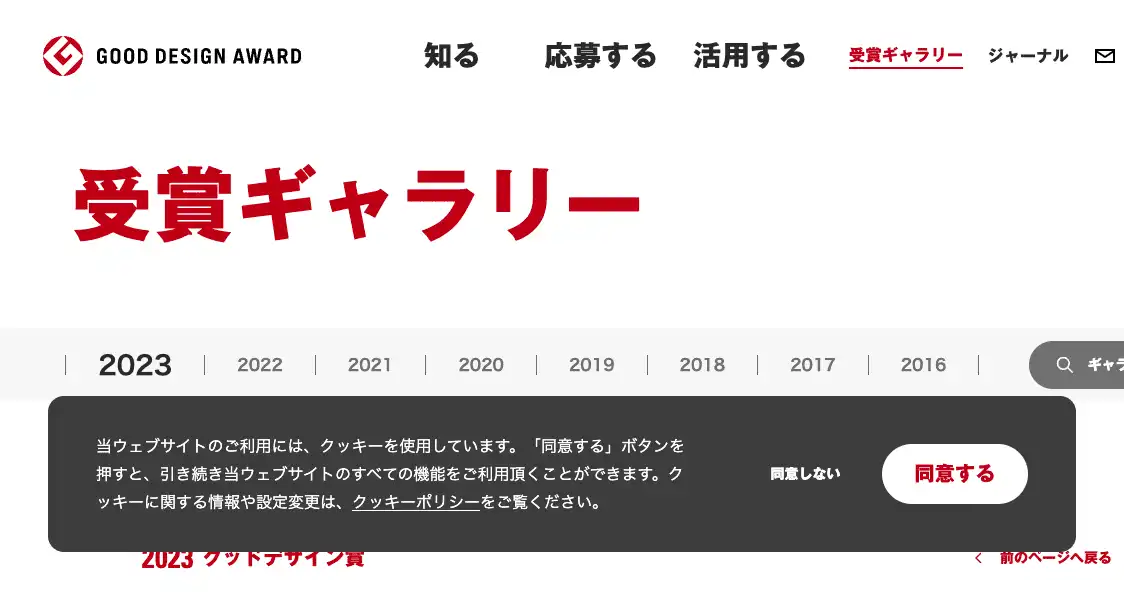 GOOD DESIGN AWARD
知る
応募する
活用する
受賞ギャラリー
ジャーナル
受賞ギャラリー
2023
2022
2021
2020
2019
2018
2017
2016
ギャラ
当ウェブサイトのご利用には、クッキーを使用しています。「同意する」ボタンを
押すと、引き続き当ウェブサイトのすべての機能をご利用頂くことができます。ク
ッキーに関する情報や設定変更は、クッキーポリシーをご覧ください。
同意しない
同意する
2023 グッドデザイン賞
前のページへ戻る